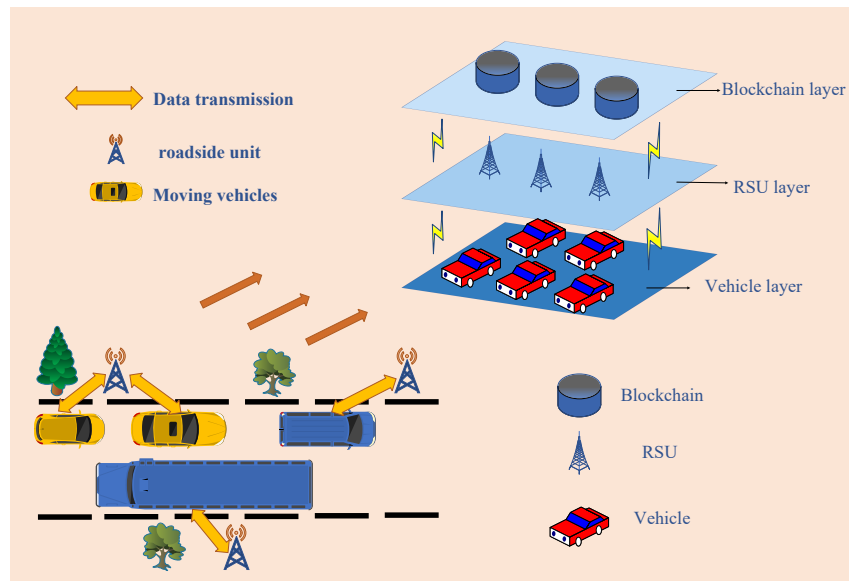 Data transmission
roadside unit
Moving vehicles
Blockchain layer
RSU layer
Vehicle layer
Blockchain
RSU
Vehicle